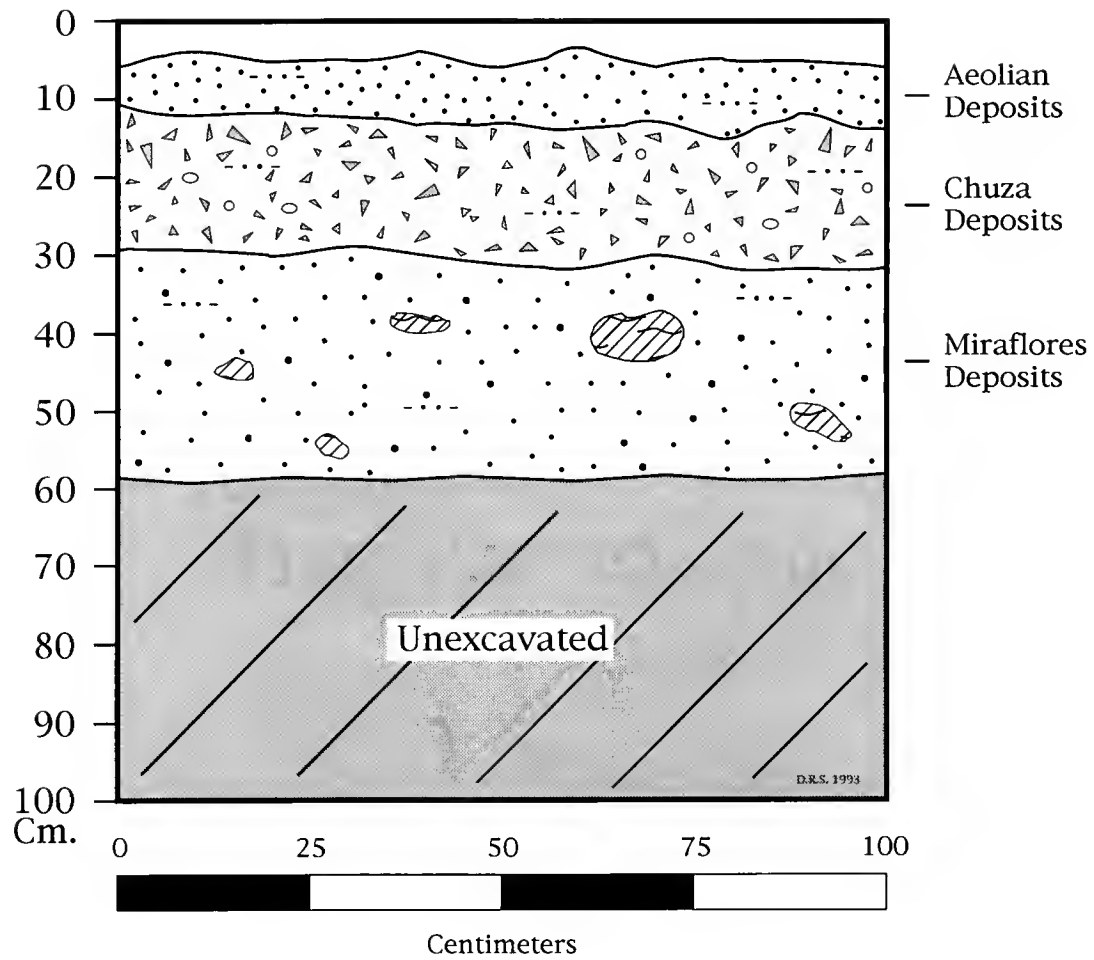 0
10
20
30
40
50
60
70
80
90
100
Cm.
Aeolian
Deposits
Chuza
Deposits
Miraflores
Deposits
Unexcavated
D.R.S. 1993
0 25 50 75 100
Centimeters